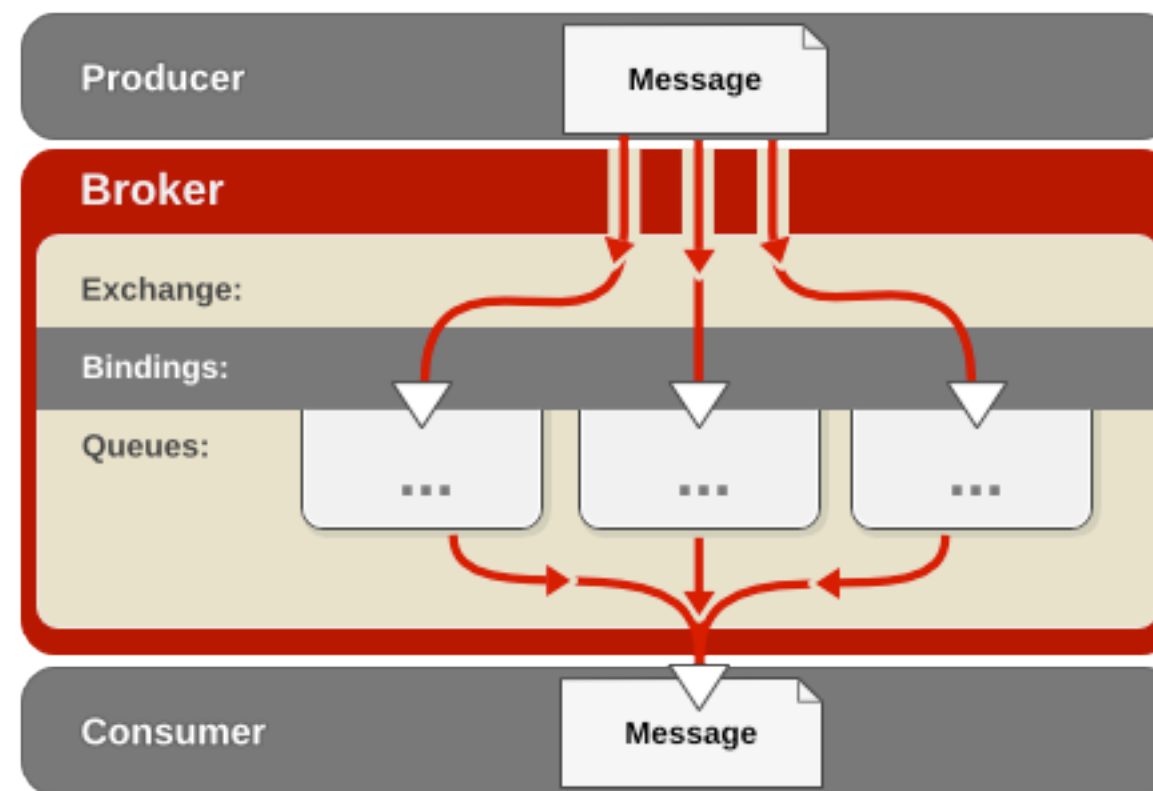 Producer
Message
Broker
Exchange:
Bindings:
Queues:
...
...
...
Consumer
Message